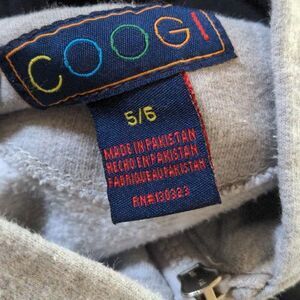 COOGI
5/6
MADE IN PAKISTAN
HECHO EN PAKISTAN
FABRIQUE AU PAKISTAN
RN#130323